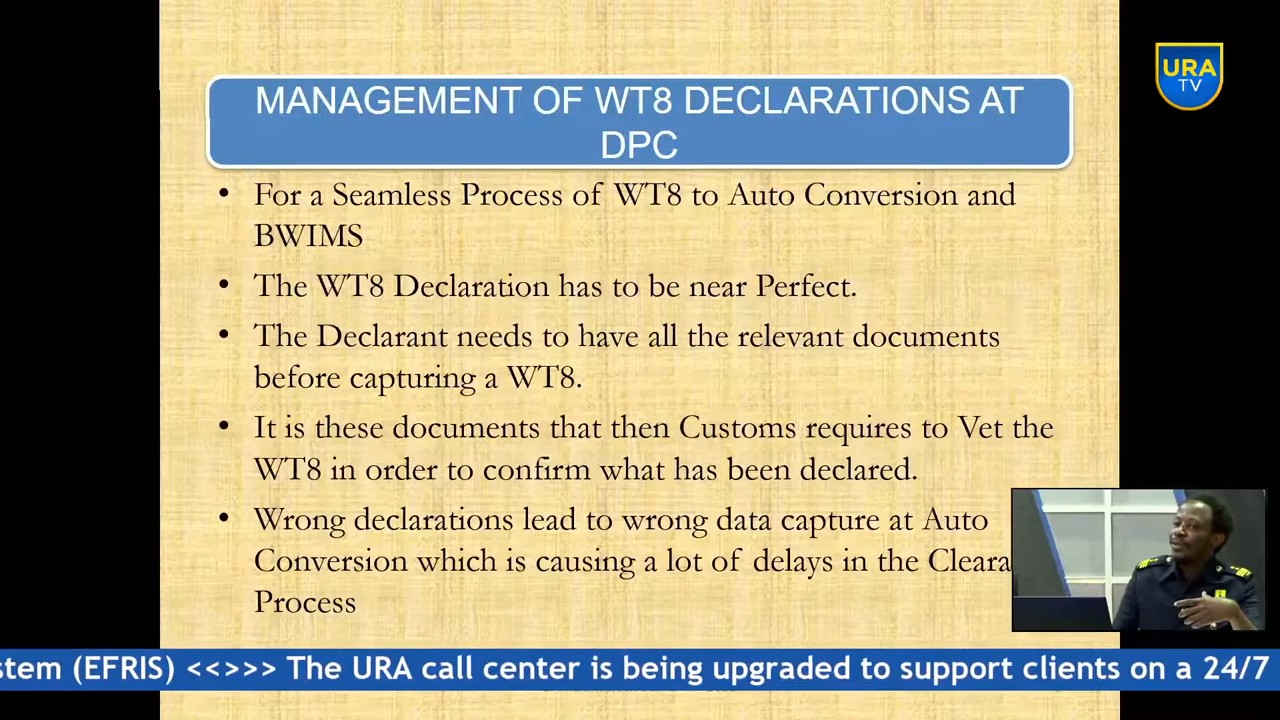 URA
TV
MANAGEMENT OF WT8 DECLARATIONS AT
DPC
• For a Seamless Process of WT8 to Auto Conversion and
BWIMS
• The WT8 Declaration has to be near Perfect.
• The Declarant needs to have all the relevant documents
before capturing a WT8.
• It is these documents that then Customs requires to Vet the
WT8 in order to confirm what has been declared.
• Wrong declarations lead to wrong data capture at Auto
Conversion which is causing a lot of delays in the Cleara
Process
stem (EFRIS) <<>>> The URA call center is being upgraded to support clients on a 24/7